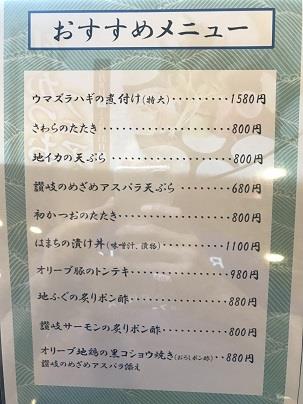 おすすめメニュー
ウマズラハギの煮付け(特大)・・・・・・・・・1580円
さわらのたたき・・・・・・・・・・・・・・・・・800円
地イカの天ぷら・・・・・・・・・・・・・・・・・800円
讃岐のめざめアスパラ天ぷら・・・・・・・680円
初かつおのたたき・・・・・・・・・・・・・・・800円
はまちの漬け丼(味噌汁、漬物)・・・・・・1100円
オリーブ豚のトンテキ・・・・・・・・・・・980円
地ふぐの炙りポン酢・・・・・・・・・・・・・880円
讃岐サーモンの炙りポン酢・・・・・・・・800円
オリーブ地鶏の黒コショウ焼き(おろしポン酢)・・880円
讃岐のめざめアスパラ添え